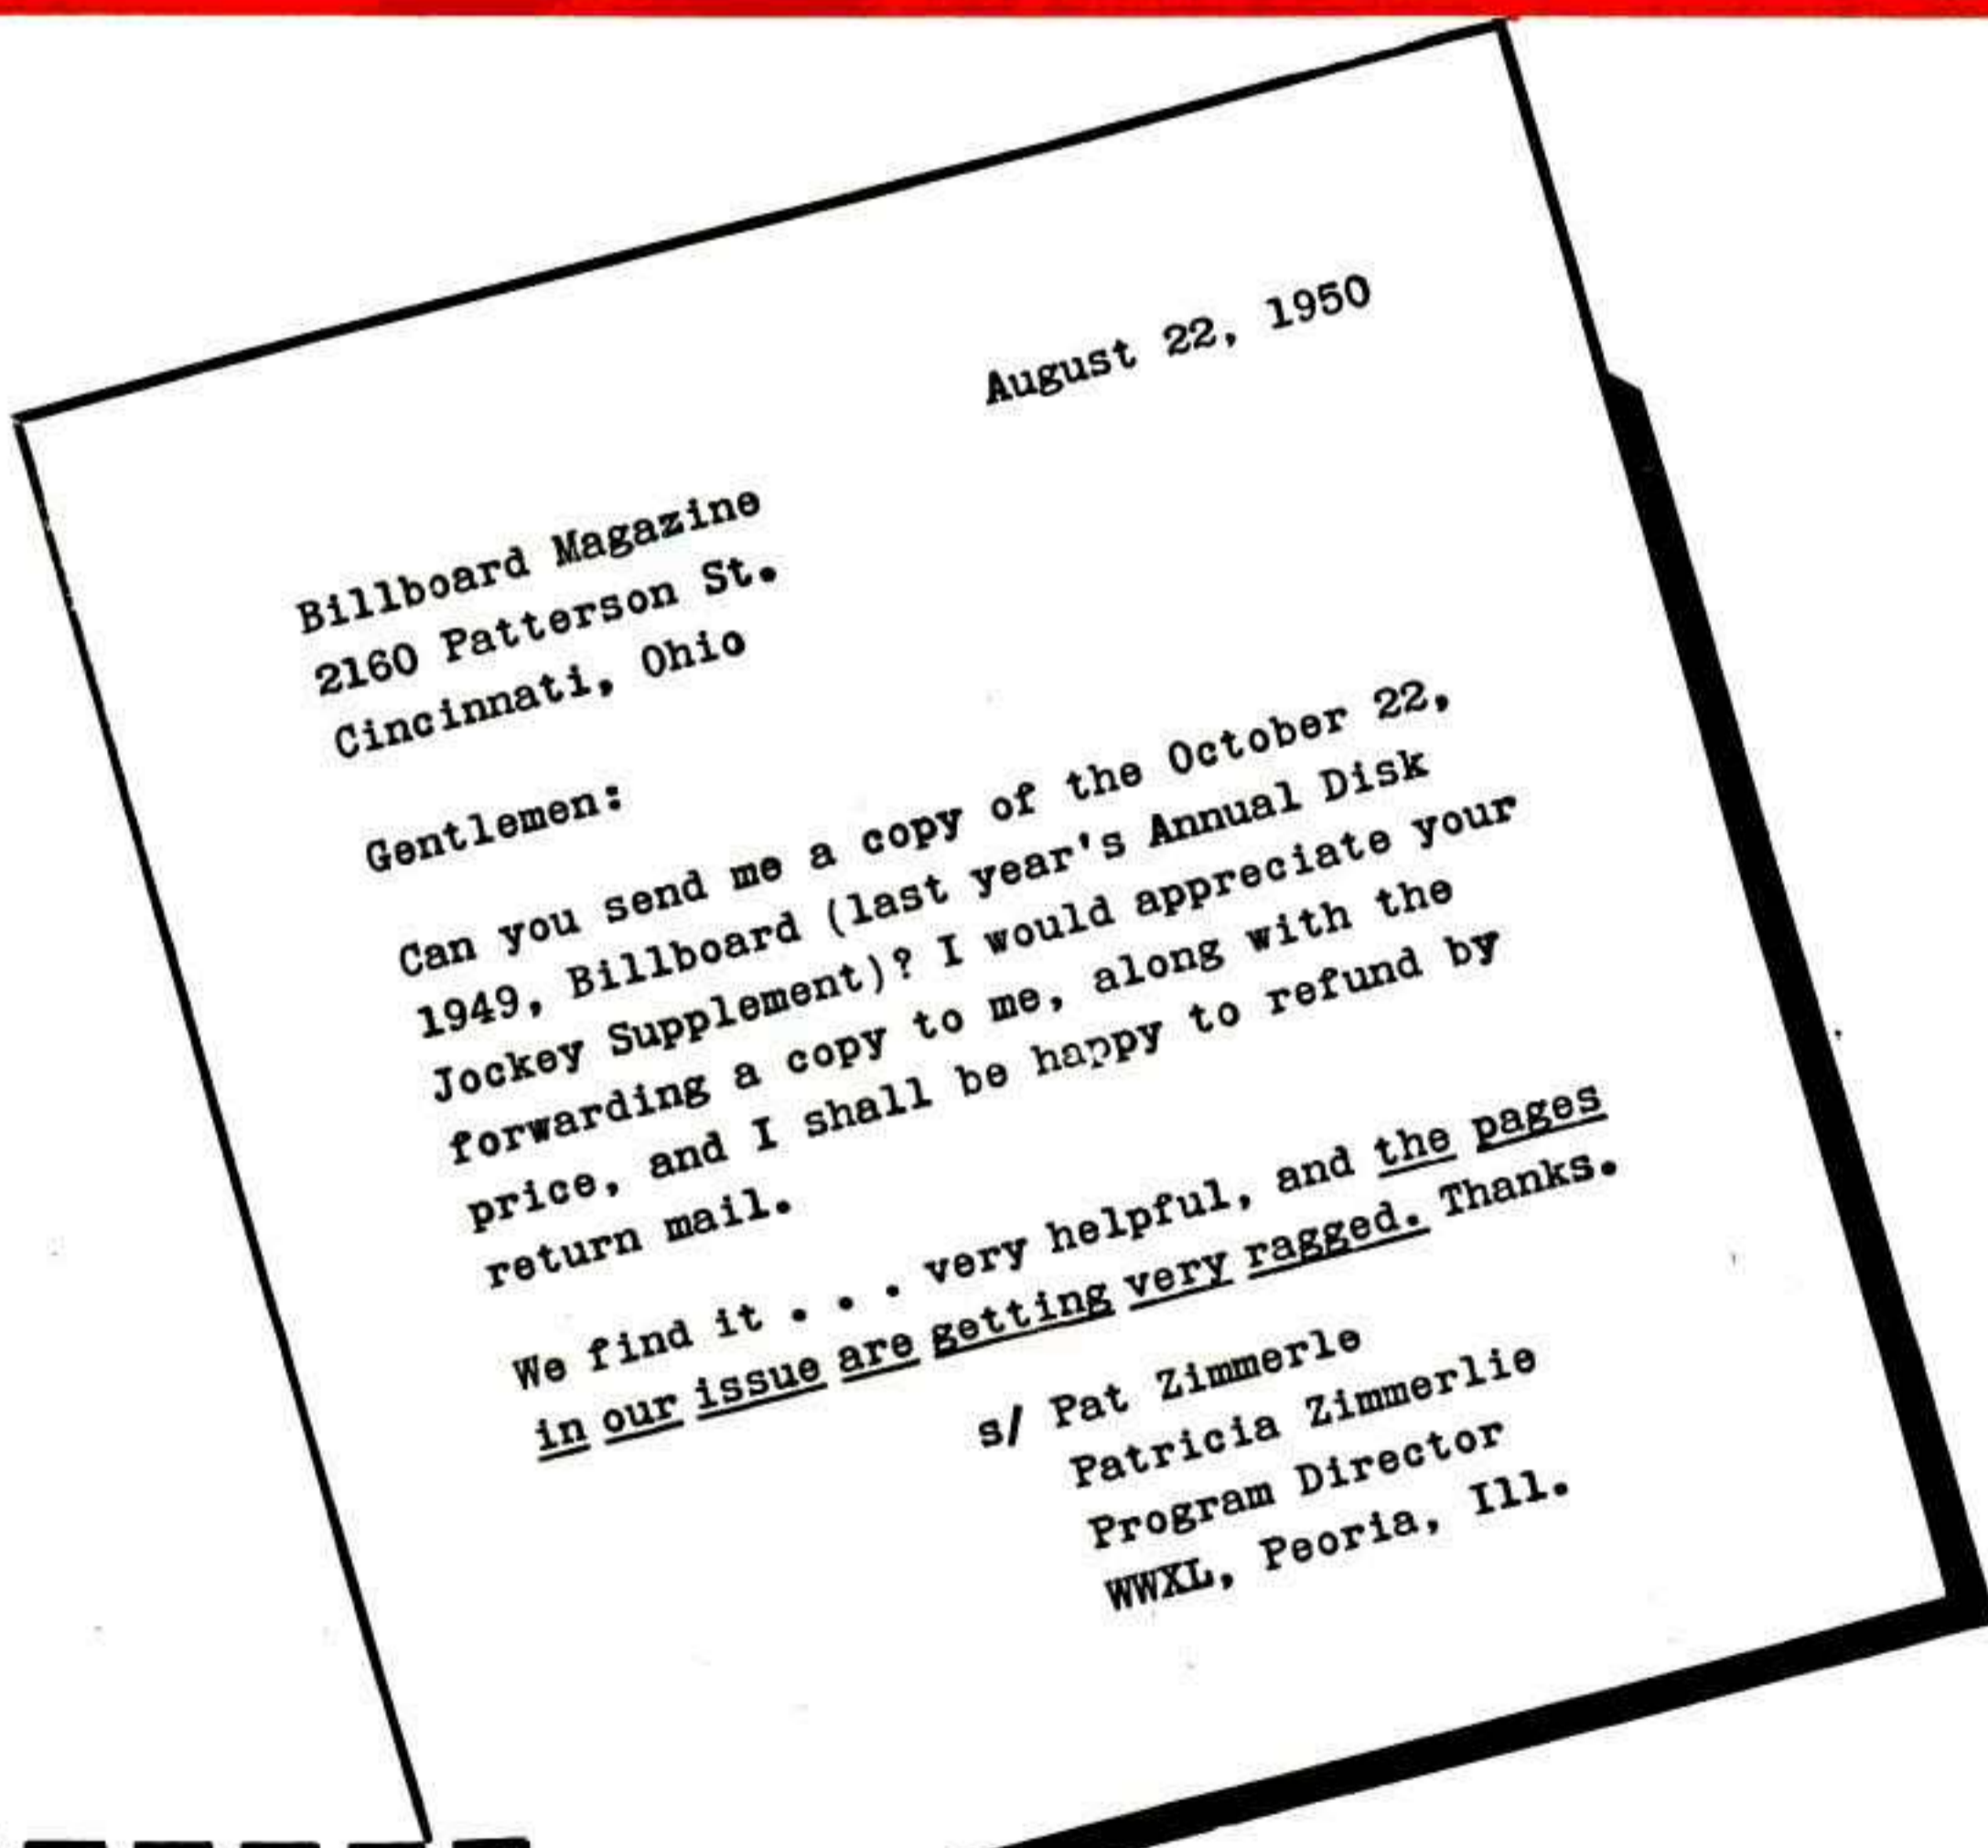 August 22, 1950
Billboard Magazine
2160 Patterson St.
Cincinnati, Ohio
Gentlemen:
Can you send me a copy of the October 22,
1949, Billboard (last year's Annual Disk
Jockey Supplement)? I would appreciate your
forwarding a copy to me, along with the
price, and I shall be happy to refund by
return mail.
We find it . . . very helpful, and the pages
in our issue are getting very ragged. Thanks.
s/ Pat Zimmerle
Patricia Zimmerlie
Program Director
WWXL, Peoria, Ill.